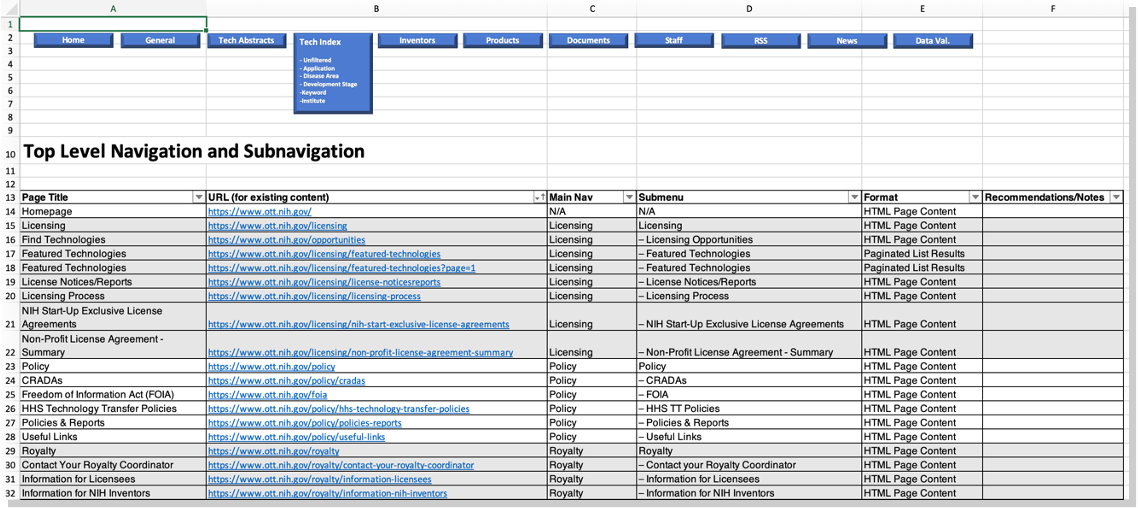 A B C D E F
1
2 Home General Tech Abstracts Tech Index Inventors Products Documents Staff RSS News Data Val.
3
- Unfiltered
4 - Application
5 - Disease Area
- Development Stage
6 -Keyword
7 -Institute
8
9
10 Top Level Navigation and Subnavigation
11
12
13 Page Title URL (for existing content) Main Nav Submenu Format Recommendations/Notes
14 Homepage https://www.ott.nih.gov/ N/A N/A HTML Page Content
15 Licensing https://www.ott.nih.gov/licensing Licensing Licensing HTML Page Content
16 Find Technologies https://www.ott.nih.gov/opportunities Licensing – Licensing Opportunities HTML Page Content
17 Featured Technologies https://www.ott.nih.gov/licensing/featured-technologies Licensing – Featured Technologies Paginated List Results
18 Featured Technologies https://www.ott.nih.gov/licensing/featured-technologies?page=1 Licensing – Featured Technologies Paginated List Results
19 License Notices/Reports https://www.ott.nih.gov/licensing/license-noticesreports Licensing – License Notices/Reports HTML Page Content
20 Licensing Process https://www.ott.nih.gov/licensing/licensing-process Licensing – Licensing Process HTML Page Content
NIH Start-Up Exclusive License
21 Agreements https://www.ott.nih.gov/licensing/nih-start-exclusive-license-agreements Licensing – NIH Start-Up Exclusive License Agreements HTML Page Content
Non-Profit License Agreement -
22 Summary https://www.ott.nih.gov/licensing/non-profit-license-agreement-summary Licensing – Non-Profit License Agreement - Summary HTML Page Content
23 Policy https://www.ott.nih.gov/policy Policy Policy HTML Page Content
24 CRADAs https://www.ott.nih.gov/policy/cradas Policy – CRADAs HTML Page Content
25 Freedom of Information Act (FOIA) https://www.ott.nih.gov/foia Policy – FOIA HTML Page Content
26 HHS Technology Transfer Policies https://www.ott.nih.gov/policy/hhs-technology-transfer-policies Policy – HHS TT Policies HTML Page Content
27 Policies & Reports https://www.ott.nih.gov/policy/policies-reports Policy – Policies & Reports HTML Page Content
28 Useful Links https://www.ott.nih.gov/policy/useful-links Policy – Useful Links HTML Page Content
29 Royalty https://www.ott.nih.gov/royalty Royalty Royalty HTML Page Content
30 Contact Your Royalty Coordinator https://www.ott.nih.gov/royalty/contact-your-royalty-coordinator Royalty – Contact your Royalty Coordinator HTML Page Content
31 Information for Licensees https://www.ott.nih.gov/royalty/information-licensees Royalty – Information for Licensees HTML Page Content
32 Information for NIH Inventors https://www.ott.nih.gov/royalty/information-nih-inventors Royalty – Information for NIH Inventors HTML Page Content